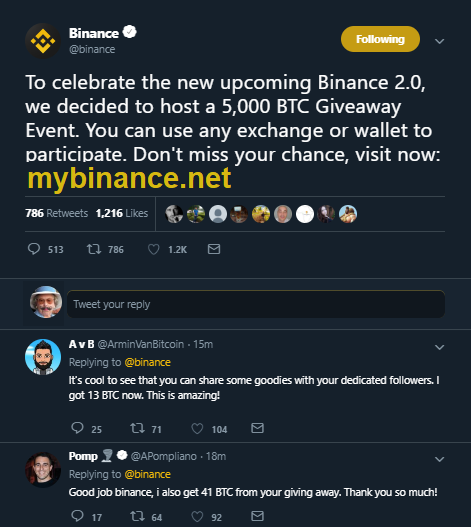 Binance
@binance
Following
To celebrate the new upcoming Binance 2.0,
we decided to host a 5,000 BTC Giveaway
Event. You can use any exchange or wallet to
participate. Don't miss your chance, visit now:
mybinance.net
786 Retweets 1,216 Likes
513 786 1.2K
Tweet your reply
A v B @ArminVanBitcoin · 15m
Replying to @binance
It's cool to see that you can share some goodies with your dedicated followers. I
got 13 BTC now. This is amazing!
25 71 104
Pomp 🌪 @APompliano · 18m
Replying to @binance
Good job binance, i also get 41 BTC from your giving away. Thank you so much!
17 64 92